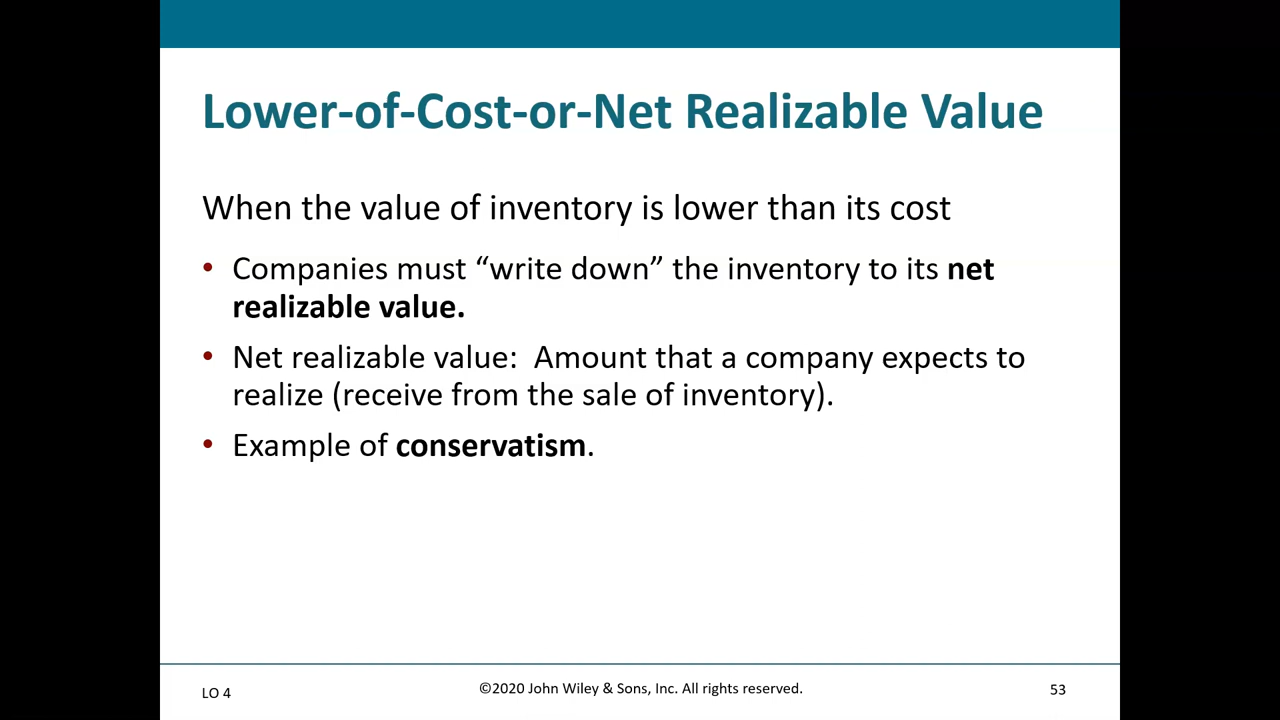 Lower-of-Cost-or-Net Realizable Value
When the value of inventory is lower than its cost
• Companies must “write down” the inventory to its net
realizable value.
• Net realizable value:  Amount that a company expects to
realize (receive from the sale of inventory).
• Example of conservatism.
LO 4
©2020 John Wiley & Sons, Inc. All rights reserved.
53